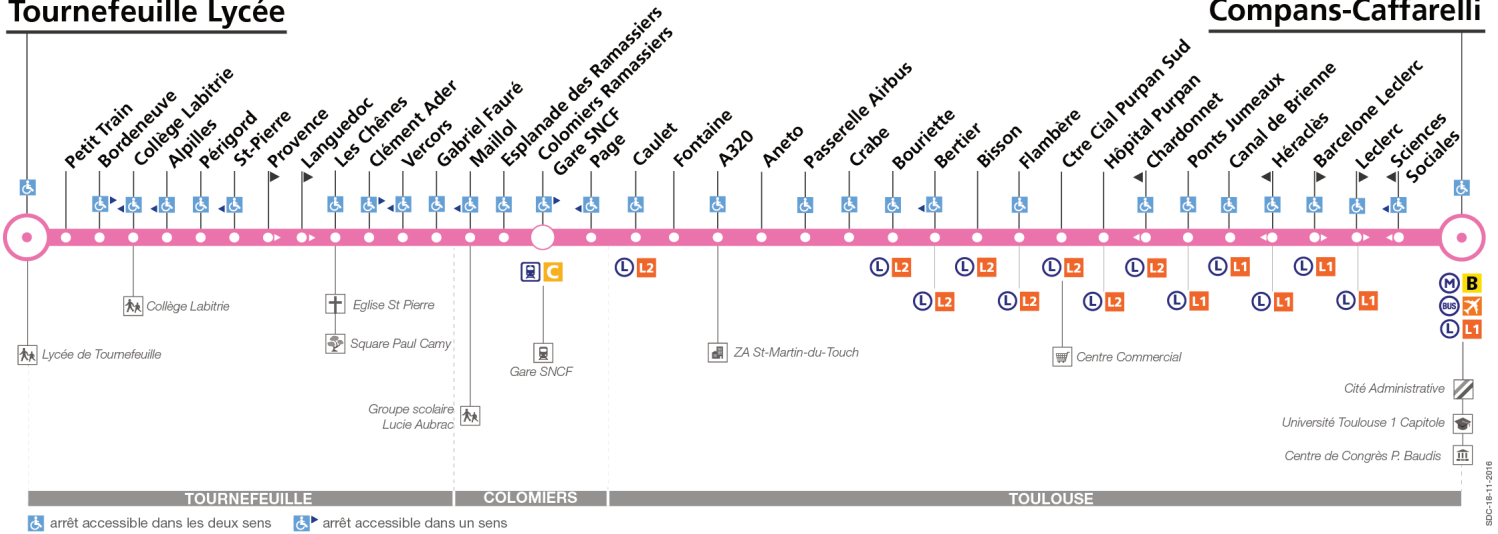 Tournefeuille Lycée
Compans-Caffarelli
Petit Train
Bordeneuve
Collège Labitrie
Alpilles
Périgord
St-Pierre
Provence
Languedoc
Les Chênes
Clément Ader
Vercors
Gabriel Fauré
Maillol
Esplanade des Ramassiers
Colomiers Ramassiers
Gare SNCF
Page
Caulet
Fontaine
A320
Aneto
Passerelle Airbus
Crabe
Bouriette
Bertier
Bisson
Flambère
Ctre Cial Purpan Sud
Hôpital Purpan
Chardonnet
Ponts Jumeaux
Canal de Brienne
Héraclès
Barcelone Leclerc
Leclerc
Sciences
Sociales
C
L L2
L L2
L L2
L L2
L L2
L L2
L L2
L L2
L L1
L L1
L L1
L L1
L L1
M B
BUS
L L1
Collège Labitrie
Lycée de Tournefeuille
Eglise St Pierre
Square Paul Camy
Groupe scolaire
Lucie Aubrac
Gare SNCF
ZA St-Martin-du-Touch
Centre Commercial
Cité Administrative
Université Toulouse 1 Capitole
Centre de Congrès P. Baudis
TOURNEFEUILLE
COLOMIERS
TOULOUSE
arrêt accessible dans les deux sens
arrêt accessible dans un sens
SDC-18-11-2016